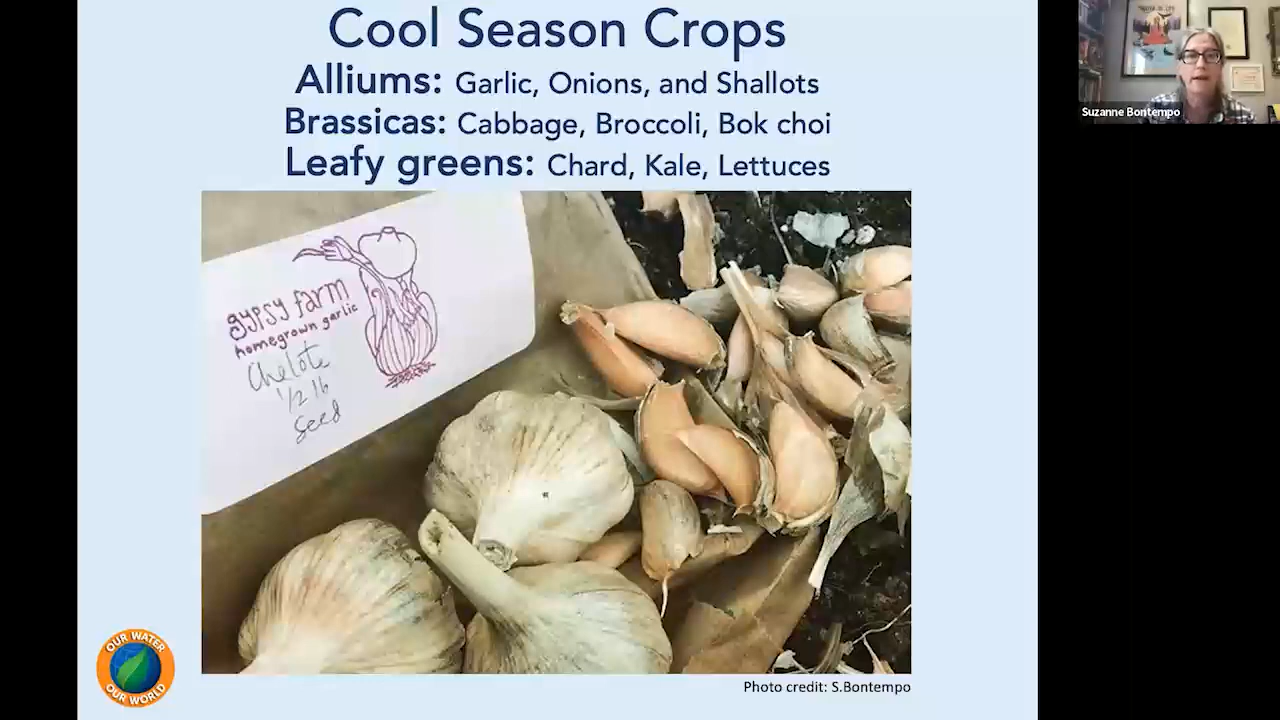 Cool Season Crops
Alliums: Garlic, Onions, and Shallots
Brassicas: Cabbage, Broccoli, Bok choi
Leafy greens: Chard, Kale, Lettuces
gypsy farm
homegrown garlic
Chelote
1/2 lb
Seed
OUR WATER
OUR WORLD
Photo credit: S.Bontempo
Suzanne Bontempo